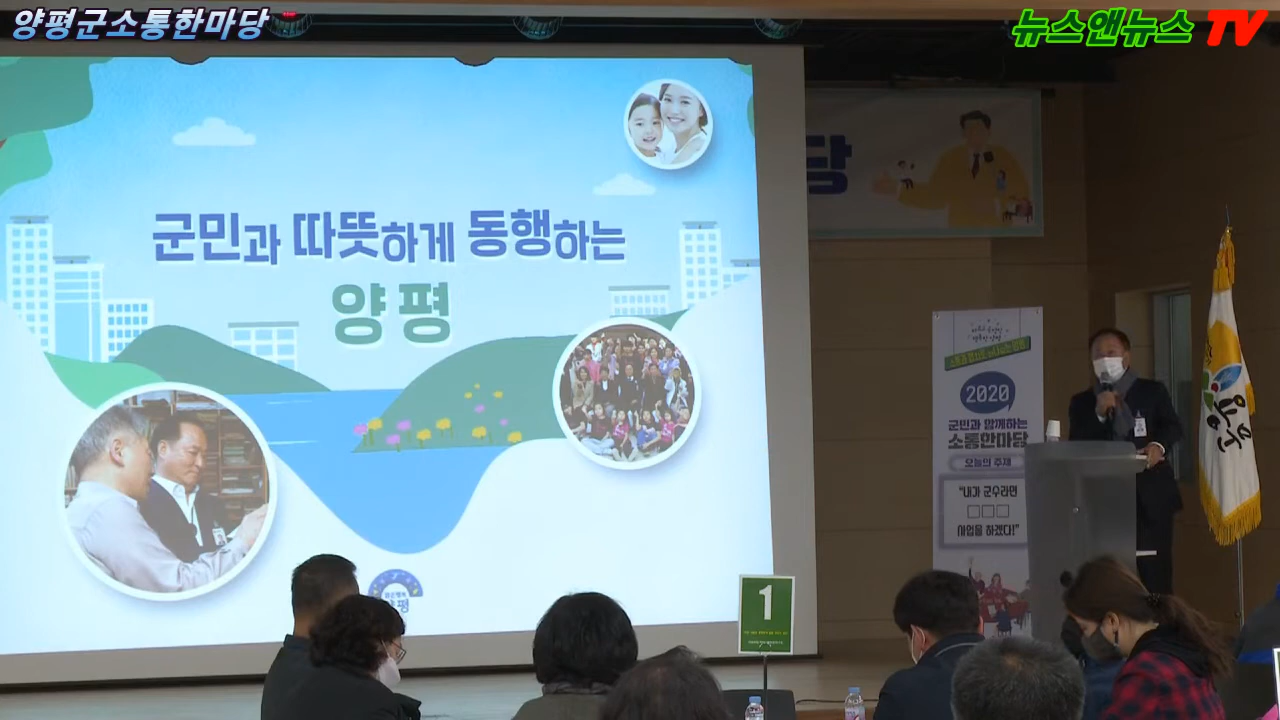 양평군소통한마당
뉴스앤뉴스 TV
당
군민과 따뜻하게 동행하는
양평
2020
군민과 함께하는
소통한마당
오늘의 주제
“내가 군수라면
□□□
사업을 하겠다!”
양평
1